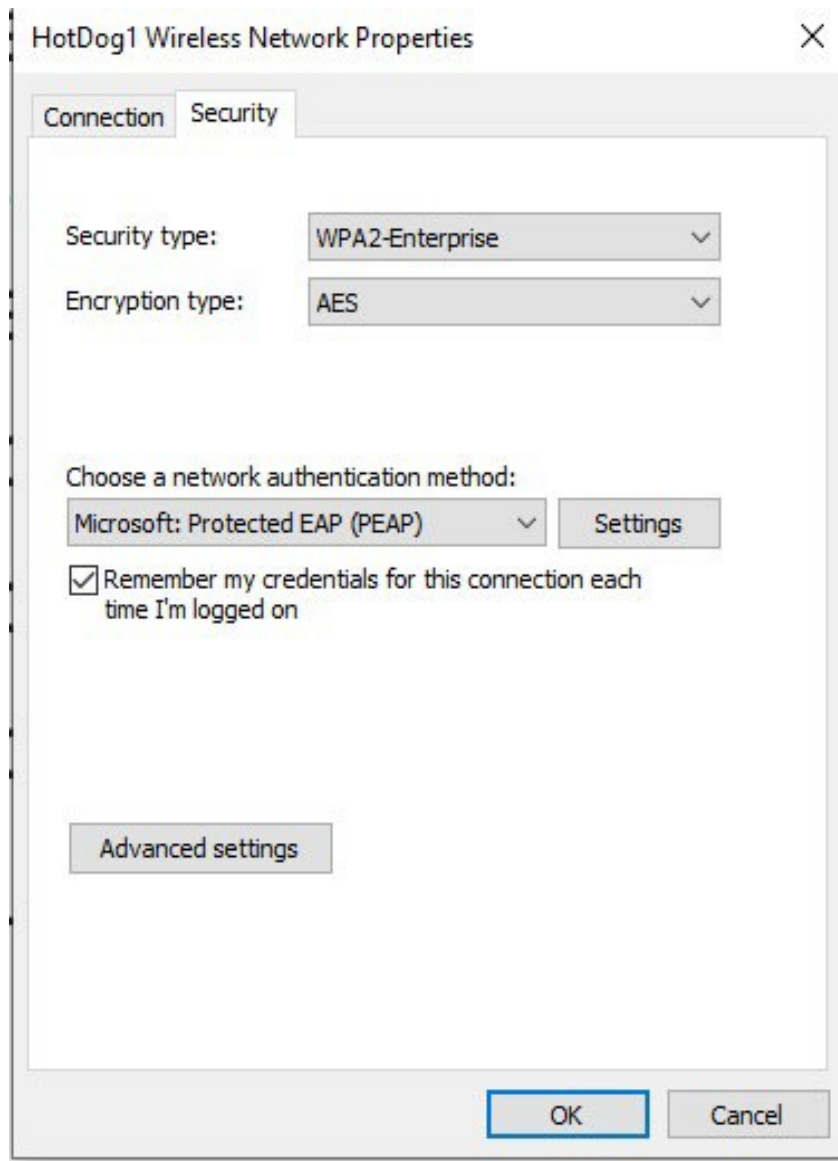 HotDog1 Wireless Network Properties
Connection
Security
Security type:
WPA2-Enterprise
Encryption type:
AES
Choose a network authentication method:
Microsoft: Protected EAP (PEAP)
Settings
Remember my credentials for this connection each
time I'm logged on
Advanced settings
OK
Cancel